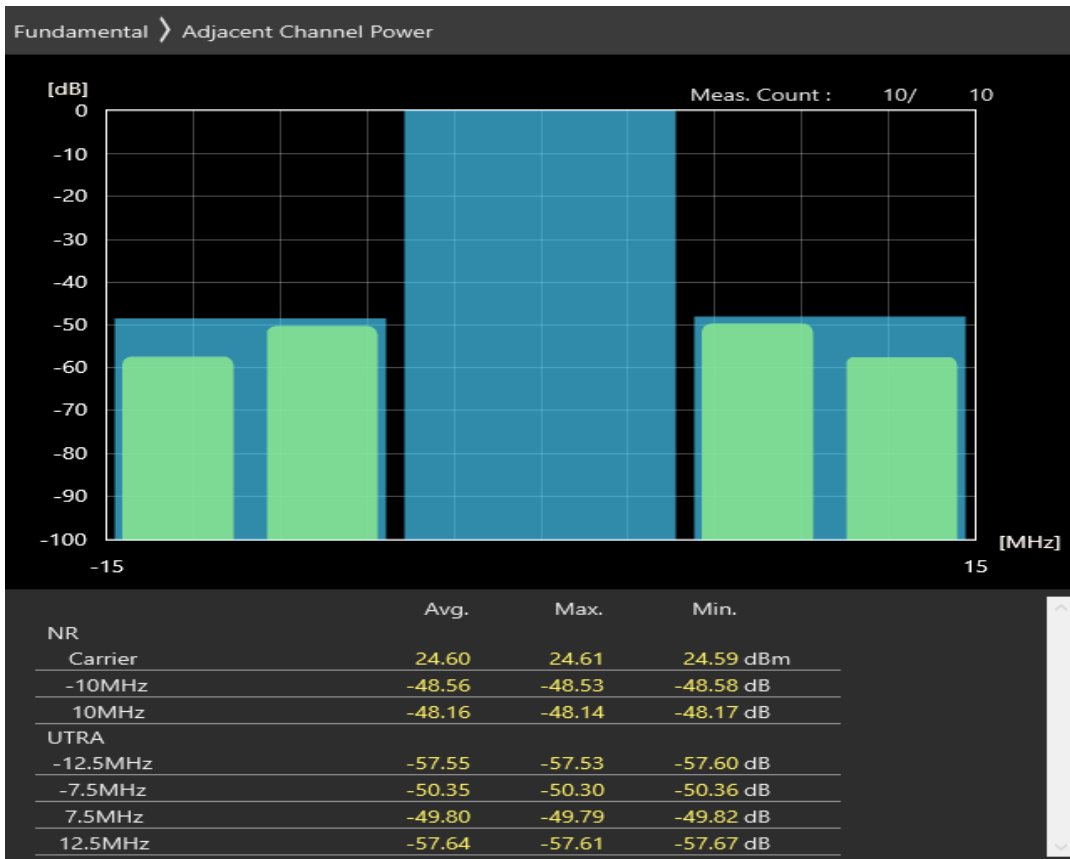 Fundamental 〉 Adjacent Channel Power
[dB]
Meas. Count : 10/ 10
0
-10
-20
-30
-40
-50
-60
-70
-80
-90
-100
[MHz]
-15 15
Avg. Max. Min.
NR
Carrier 24.60 24.61 24.59 dBm
-10MHz -48.56 -48.53 -48.58 dB
10MHz -48.16 -48.14 -48.17 dB
UTRA
-12.5MHz -57.55 -57.53 -57.60 dB
-7.5MHz -50.35 -50.30 -50.36 dB
7.5MHz -49.80 -49.79 -49.82 dB
12.5MHz -57.64 -57.61 -57.67 dB